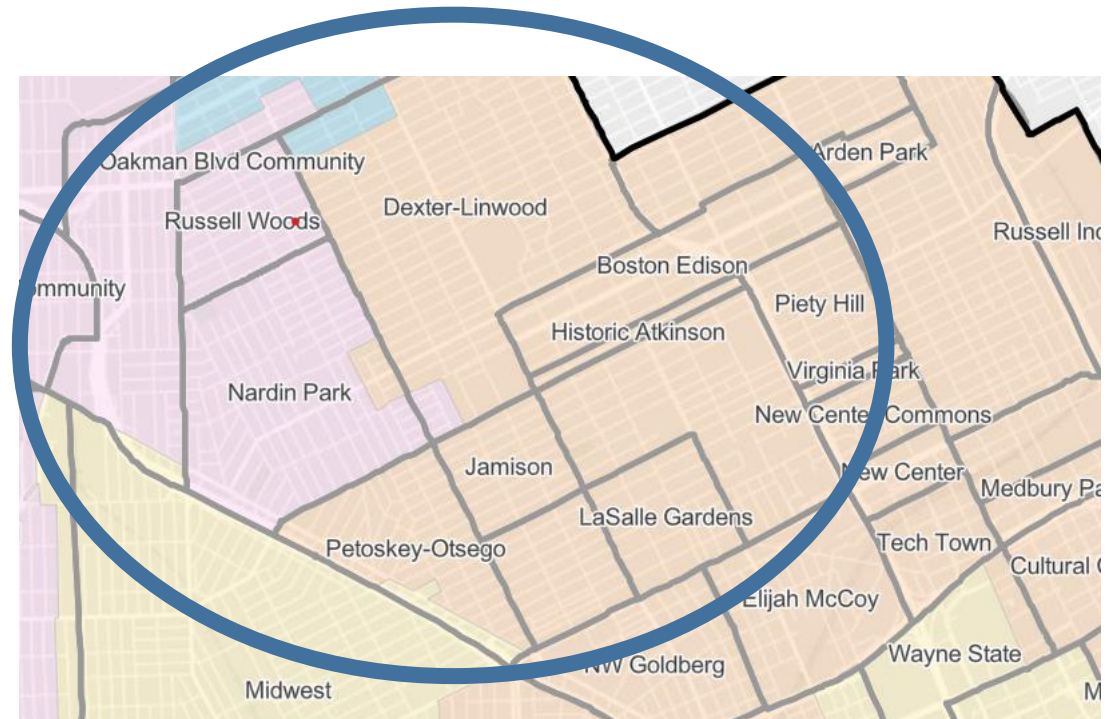 Oakman Blvd Community
Arden Park
Dexter-Linwood
Russell Woods
Russell Ind
Boston Edison
ommunity
Piety Hill
Historic Atkinson
Virginia Park
Nardin Park
New Center Commons
Jamison
New Center
Medbury Pa
LaSalle Gardens
Tech Town
Petoskey-Otsego
Cultural C
Elijah McCoy
Wayne State
NW Goldberg
Midwest
M